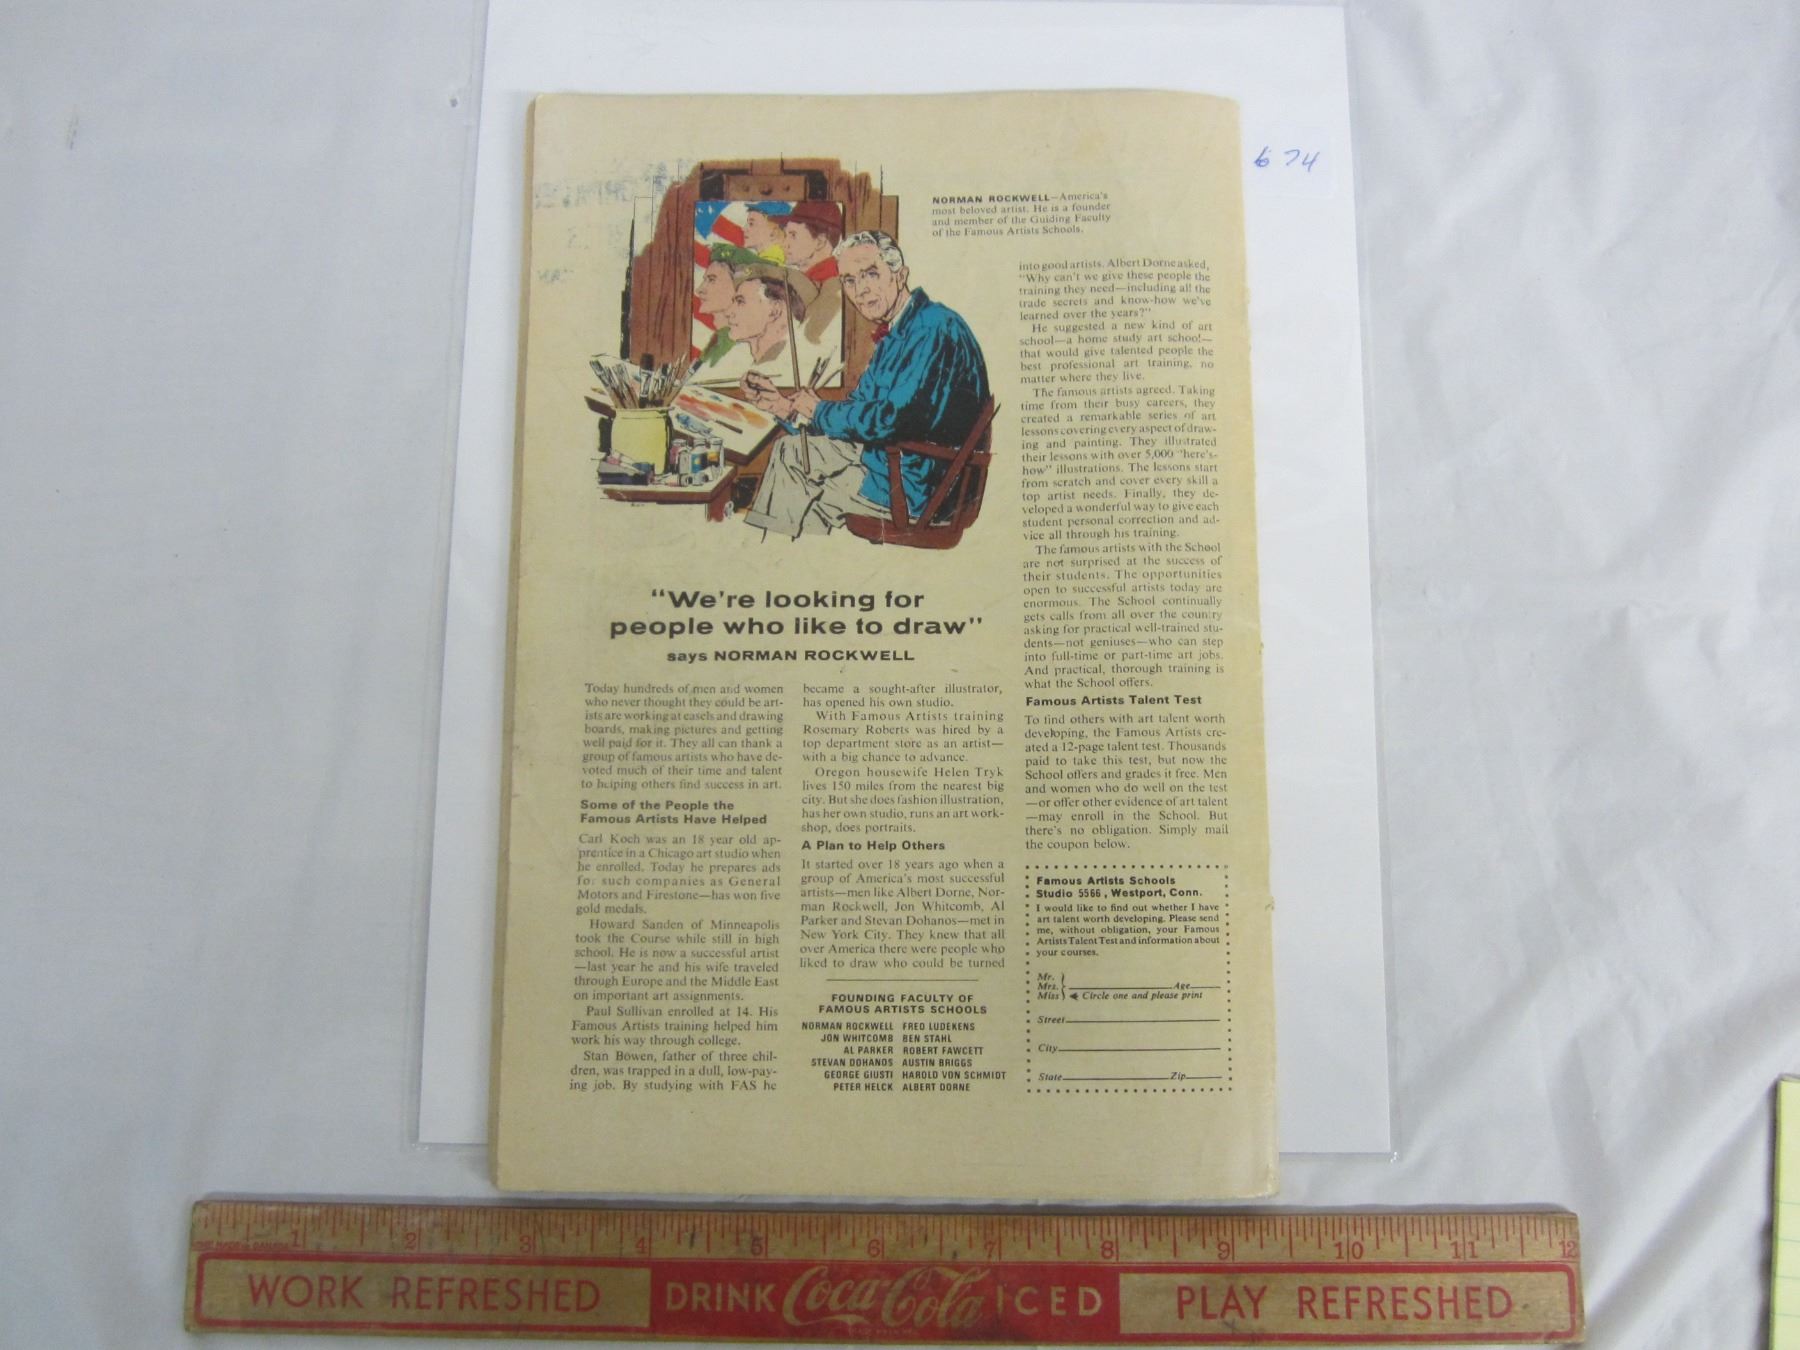 6 74
NORMAN ROCKWELL—America's
most beloved artist. He is a founder
and member of the Guiding Faculty
of the Famous Artists Schools.
"We're looking for
people who like to draw"
says NORMAN ROCKWELL
Today hundreds of men and women
who never thought they could be art-
ists are working at easels and drawing
boards, making pictures and getting
well paid for it. They all can thank a
group of famous artists who have de-
voted much of their time and talent
to helping others find success in art.
Some of the People the
Famous Artists Have Helped
Carl Koch was an 18 year old ap-
prentice in a Chicago art studio when
he enrolled. Today he prepares ads
for such companies as General
Motors and Firestone—has won five
gold medals.
Howard Sanden of Minneapolis
took the Course while still in high
school. He is now a successful artist
—last year he and his wife traveled
through Europe and the Middle East
on important art assignments.
Paul Sullivan enrolled at 14. His
Famous Artists training helped him
work his way through college.
Stan Bowen, father of three chil-
dren, was trapped in a dull, low-pay-
ing job. By studying with FAS he
became a sought-after illustrator,
has opened his own studio.
With Famous Artists training
Rosemary Roberts was hired by a
top department store as an artist—
with a big chance to advance.
Oregon housewife Helen Tryk
lives 150 miles from the nearest big
city. But she does fashion illustration,
has her own studio, runs an art work-
shop, does portraits.
A Plan to Help Others
It started over 18 years ago when a
group of America's most successful
artists—men like Albert Dorne, Nor-
man Rockwell, Jon Whitcomb, Al
Parker and Stevan Dohanos—met in
New York City. They knew that all
over America there were people who
liked to draw who could be turned
into good artists. Albert Dorne asked,
"Why can't we give these people the
training they need—including all the
trade secrets and know-how we've
learned over the years?"
He suggested a new kind of art
school—a home study art school—
that would give talented people the
best professional art training, no
matter where they live.
The famous artists agreed. Taking
time from their busy careers, they
created a remarkable series of art
lessons covering every aspect of draw-
ing and painting. They illustrated
their lessons with over 5,000 "here's-
how" illustrations. The lessons start
from scratch and cover every skill a
top artist needs. Finally, they de-
veloped a wonderful way to give each
student personal correction and ad-
vice all through his training.
The famous artists with the School
are not surprised at the success of
their students. The opportunities
open to successful artists today are
enormous. The School continually
gets calls from all over the country
asking for practical well-trained stu-
dents—not geniuses—who can step
into full-time or part-time art jobs.
And practical, thorough training is
what the School offers.
Famous Artists Talent Test
To find others with art talent worth
developing, the Famous Artists cre-
ated a 12-page talent test. Thousands
paid to take this test, but now the
School offers and grades it free. Men
and women who do well on the test
—or offer other evidence of art talent
—may enroll in the School. But
there's no obligation. Simply mail
the coupon below.
FOUNDING FACULTY OF
FAMOUS ARTISTS SCHOOLS
NORMAN ROCKWELL FRED LUDEKENS
JON WHITCOMB BEN STAHL
AL PARKER ROBERT FAWCETT
STEVAN DOHANOS AUSTIN BRIGGS
GEORGE GIUSTI HAROLD VON SCHMIDT
PETER HELCK ALBERT DORNE
Famous Artists Schools
Studio 5566, Westport, Conn.
I would like to find out whether I have
art talent worth developing. Please send
me, without obligation, your Famous
Artists Talent Test and information about
your courses.
Mr.
Mrs. Age
Miss Circle one and please print
Street
City
State Zip
1 2 3 4 5 6 7 8 9 10 11 12
MADE IN CANADA
WORK REFRESHED DRINK Coca-Cola ICED PLAY REFRESHED